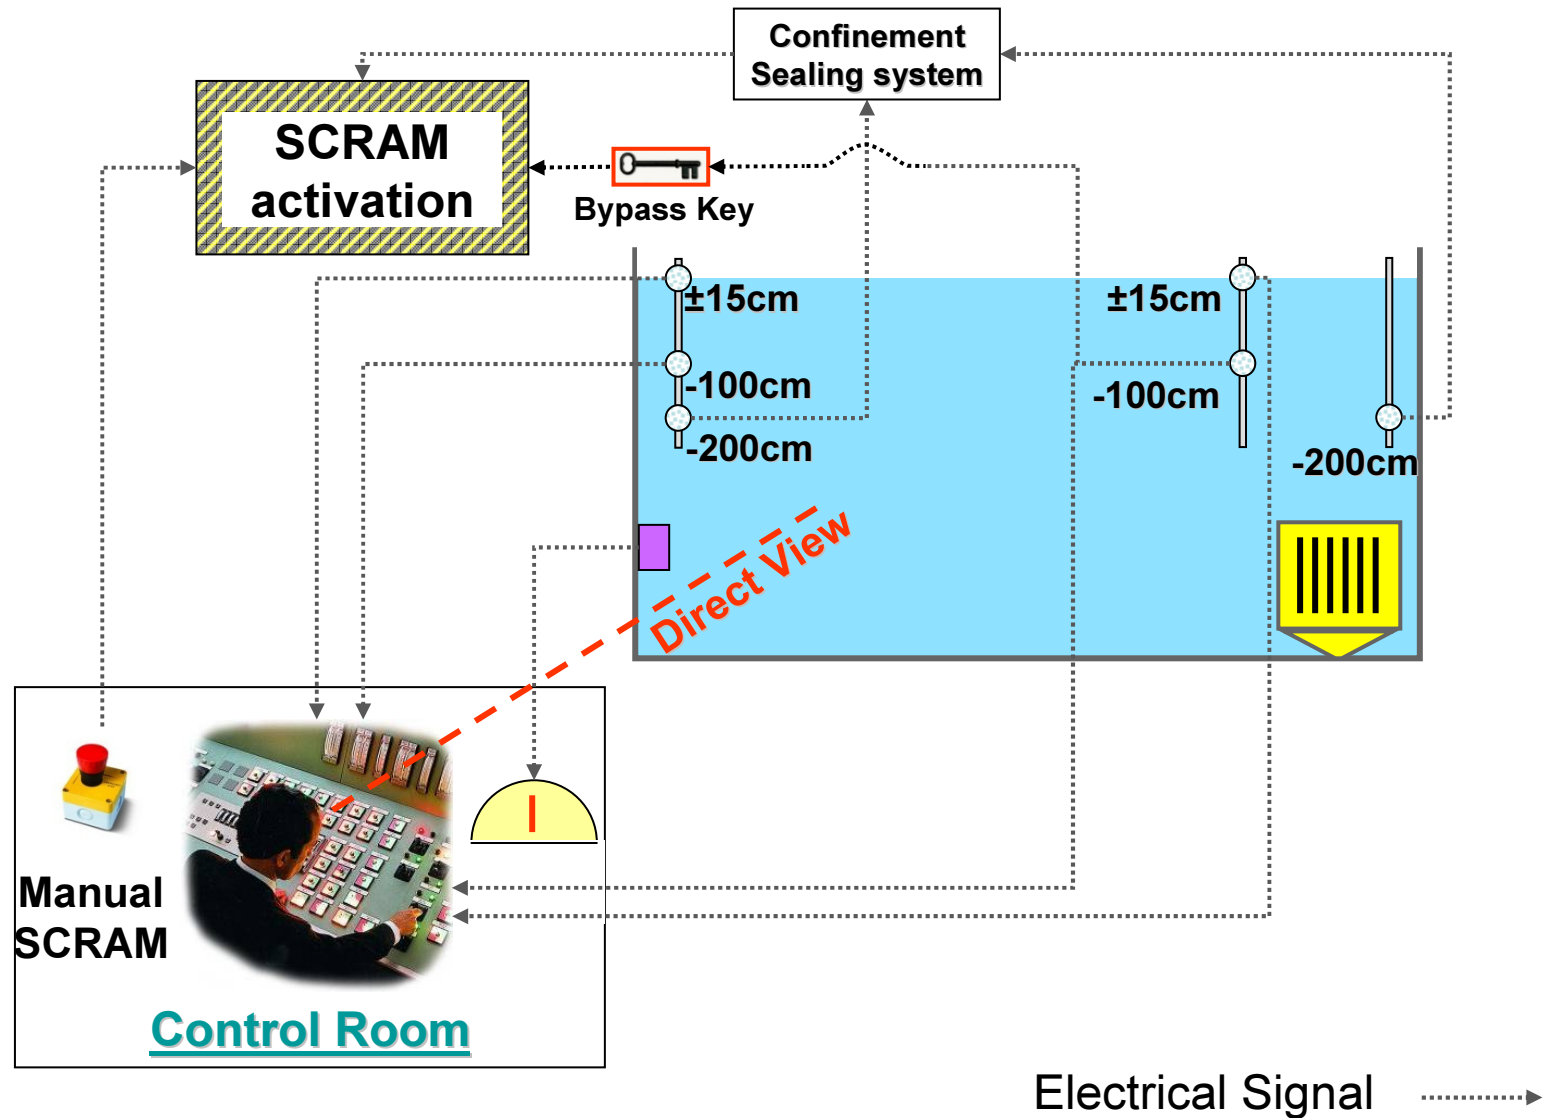 Confinement
Sealing system
SCRAM
activation
Bypass Key
±15cm
±15cm
-100cm
-100cm
-200cm
-200cm
Direct View
I
Manual
SCRAM
Control Room
Electrical Signal